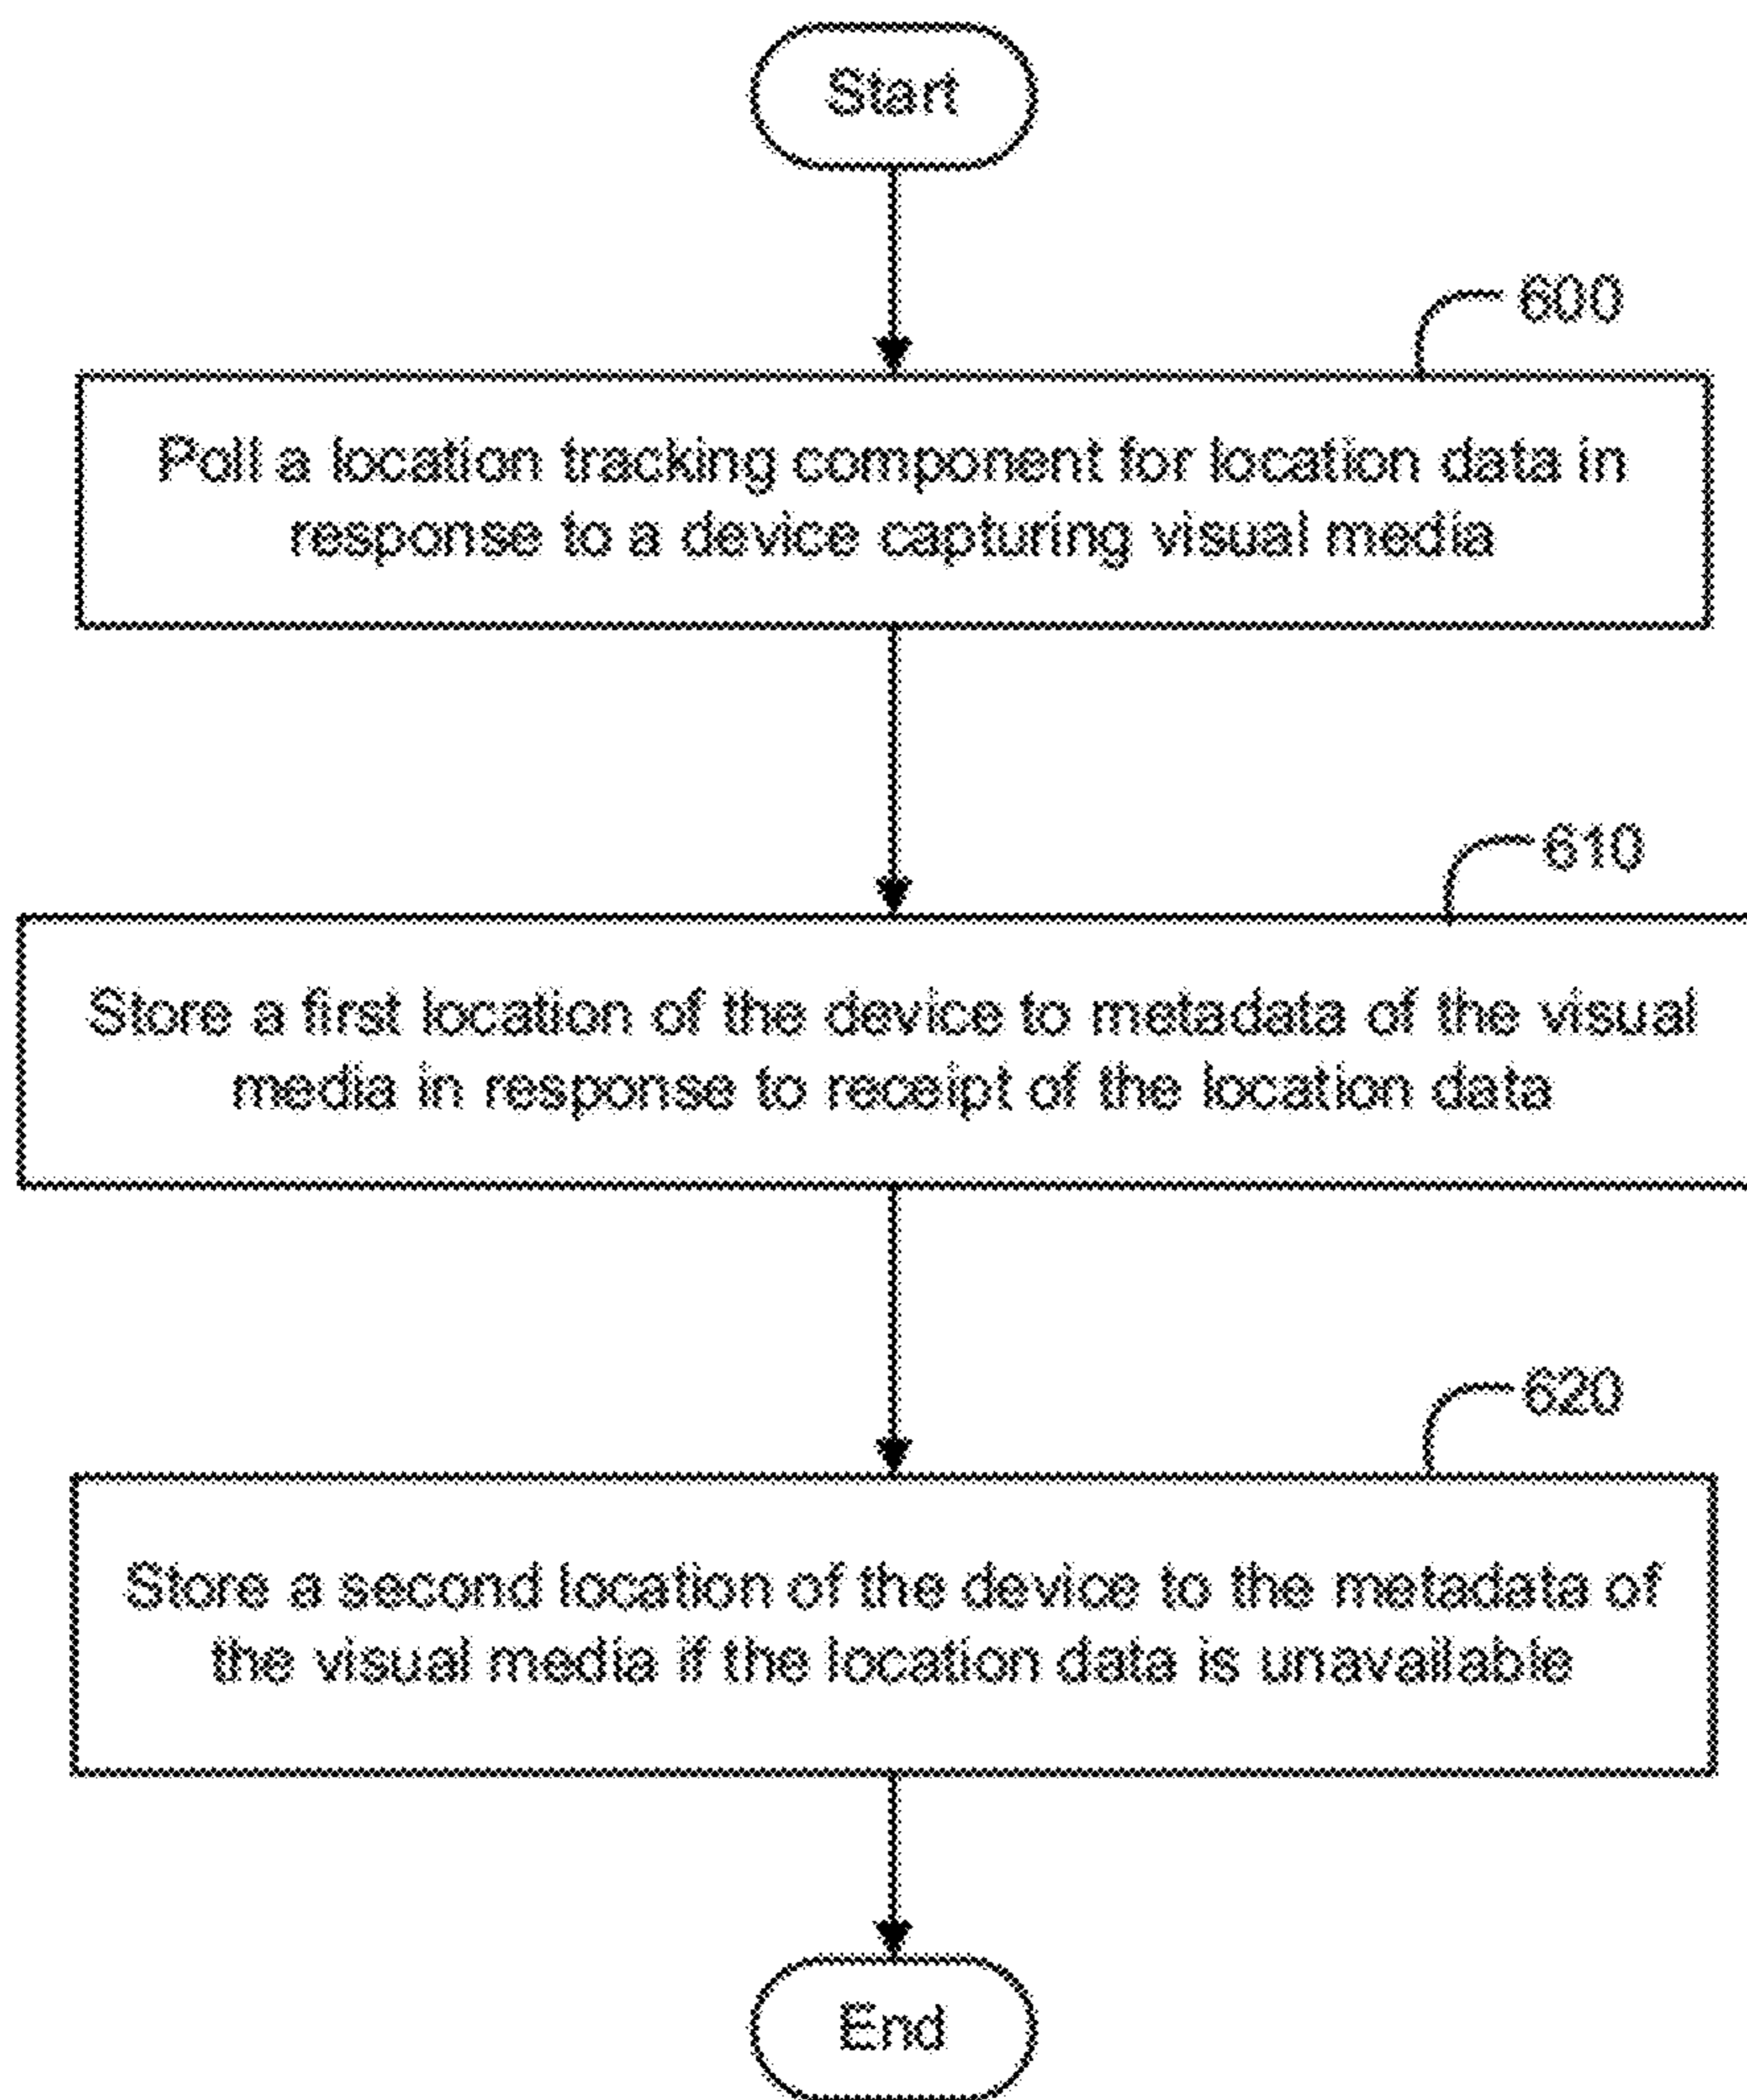 Start
600
Poll a location tracking component for location data in
response to a device capturing visual media
610
Store a first location of the device to metadata of the visual
media in response to receipt of the location data
620
Store a second location of the device to the metadata of
the visual media if the location data is unavailable
End